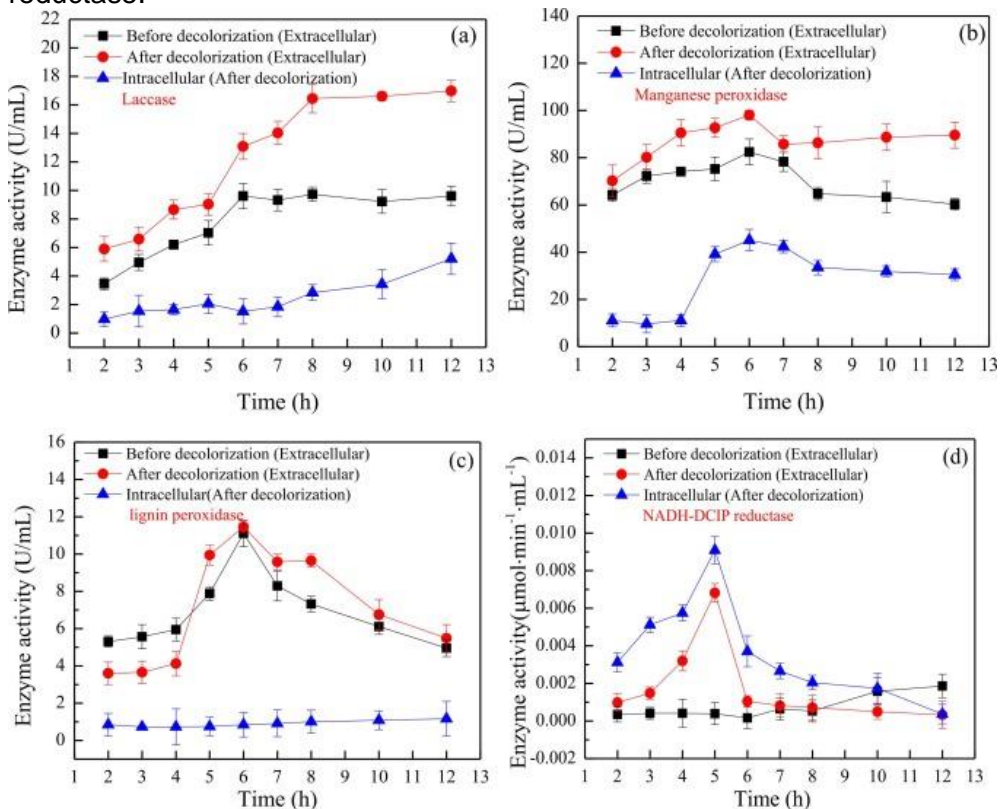 reductase.
22
20
18
16
14
12
10
8
6
4
2
0
Enzyme activity (U/mL)
Before decolorization (Extracellular)
After decolorization (Extracellular)
Intracellular (After decolorization)
Laccase
(a)
1 2 3 4 5 6 7 8 9 10 11 12 13
Time (h)
140
120
100
80
60
40
20
0
Enzyme activity (U/mL)
Before decolorization (Extracellular)
After decolorization (Extracellular)
Intracellular (After decolorization)
Manganese peroxidase
(b)
1 2 3 4 5 6 7 8 9 10 11 12 13
Time (h)
16
14
12
10
8
6
4
2
0
Enzyme activity (U/mL)
Before decolorization (Extracellular)
After decolorization (Extracellular)
Intracellular(After decolorization)
lignin peroxidase
(c)
1 2 3 4 5 6 7 8 9 10 11 12 13
Time (h)
0.014
0.012
0.010
0.008
0.006
0.004
0.002
0.000
-0.002
Enzyme activity(μmol·min⁻¹·mL⁻¹)
Before decolorization (Extracellular)
After decolorization (Extracellular)
Intracellular (After decolorization)
NADH-DCIP reductase
(d)
1 2 3 4 5 6 7 8 9 10 11 12 13
Time (h)